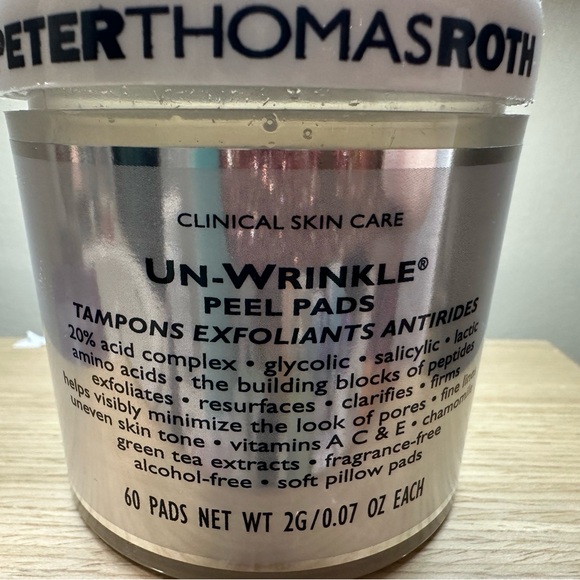 PETERTHOMASROTH
CLINICAL SKIN CARE
UN-WRINKLE®
PEEL PADS
TAMPONS EXFOLIANTS ANTIRIDES
20% acid complex • glycolic • salicylic • lactic
amino acids • the building blocks of peptides
exfoliates • resurfaces • clarifies • firms
helps visibly minimize the look of pores • fine lines
uneven skin tone • vitamins A C & E • chamomile
green tea extracts • fragrance-free
alcohol-free • soft pillow pads
60 PADS NET WT 2G/0.07 OZ EACH